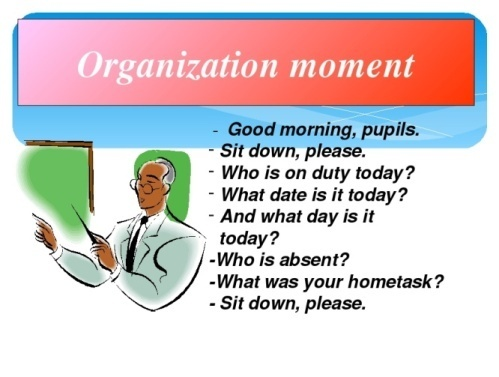 Organization moment
- Good morning, pupils.
- Sit down, please.
- Who is on duty today?
- What date is it today?
- And what day is it
today?
-Who is absent?
-What was your hometask?
- Sit down, please.